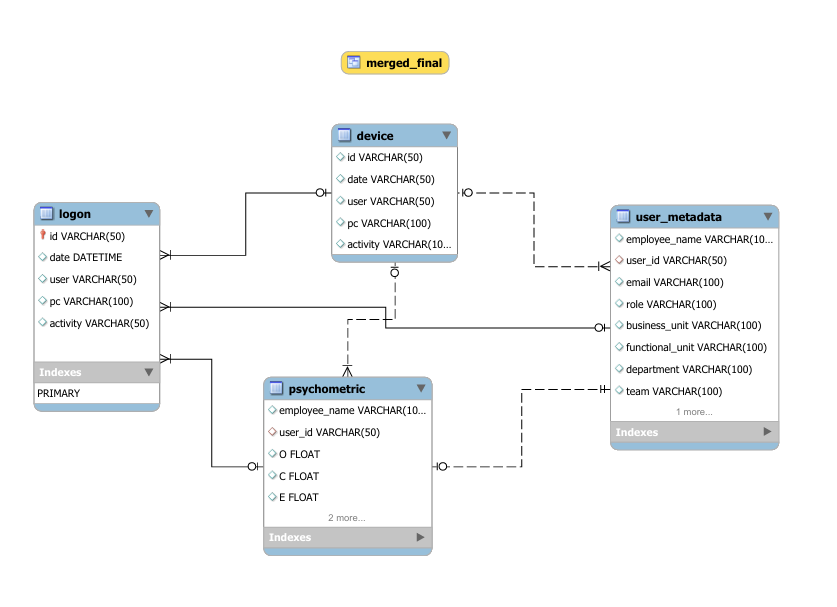 merged_final
device
id VARCHAR(50)
date VARCHAR(50)
user VARCHAR(50)
pc VARCHAR(100)
activity VARCHAR(10...
logon
id VARCHAR(50)
date DATETIME
user VARCHAR(50)
pc VARCHAR(100)
activity VARCHAR(50)
Indexes
PRIMARY
user_metadata
employee_name VARCHAR(10...
user_id VARCHAR(50)
email VARCHAR(100)
role VARCHAR(100)
business_unit VARCHAR(100)
functional_unit VARCHAR(100)
department VARCHAR(100)
team VARCHAR(100)
1 more...
Indexes
psychometric
employee_name VARCHAR(10...
user_id VARCHAR(50)
O FLOAT
C FLOAT
E FLOAT
2 more...
Indexes